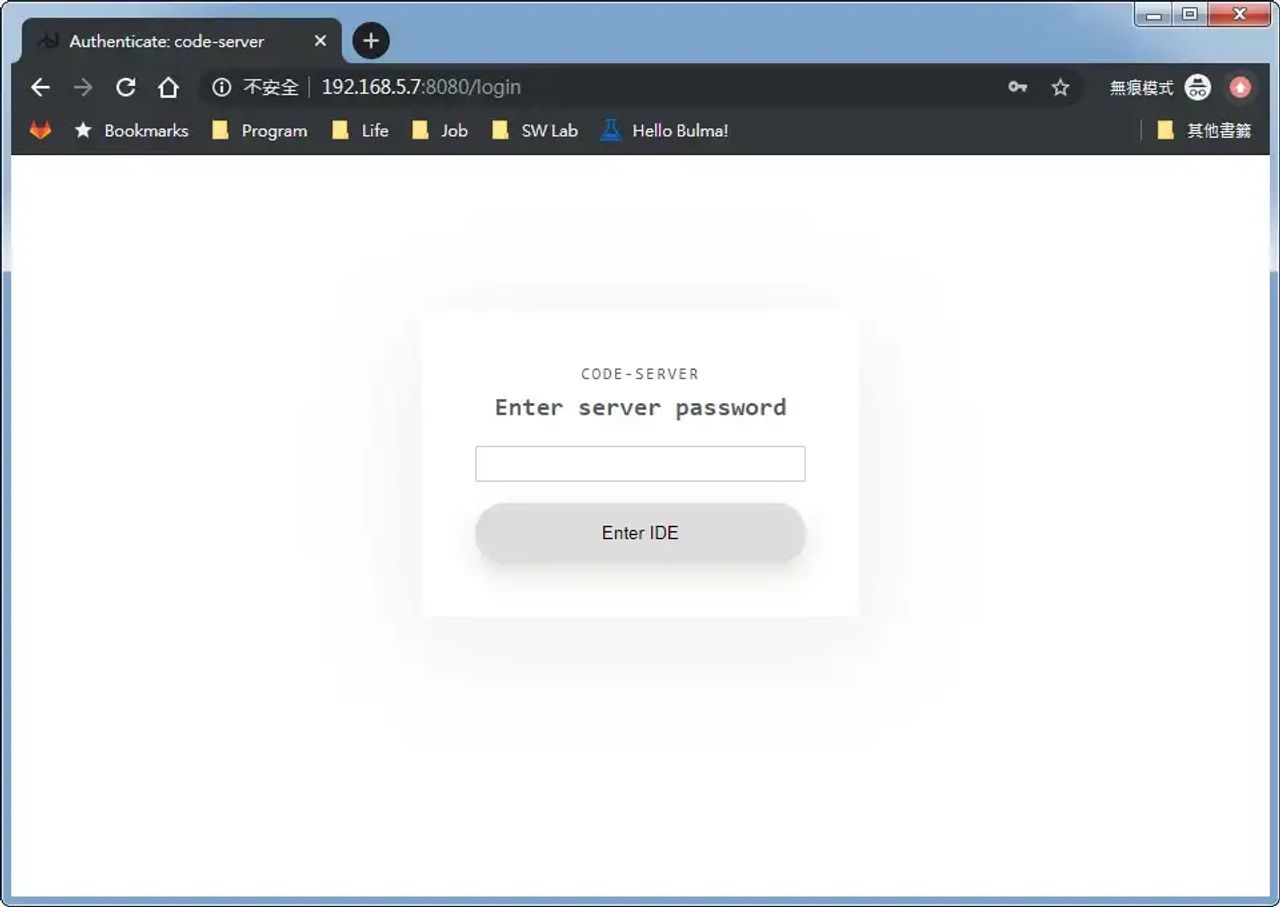 Authenticate: code-server
不安全 192.168.5.7:8080/login 無痕模式
Bookmarks Program Life Job SW Lab Hello Bulma! 其他書籤
CODE-SERVER
Enter server password
Enter IDE